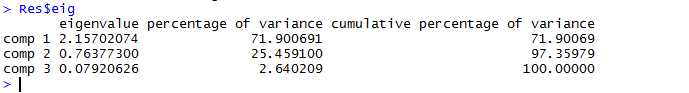 > Res$eig
eigenvalue percentage of variance cumulative percentage of variance
comp 1 2.15702074 71.900691 71.90069
comp 2 0.76377300 25.459100 97.35979
comp 3 0.07920626 2.640209 100.00000
>